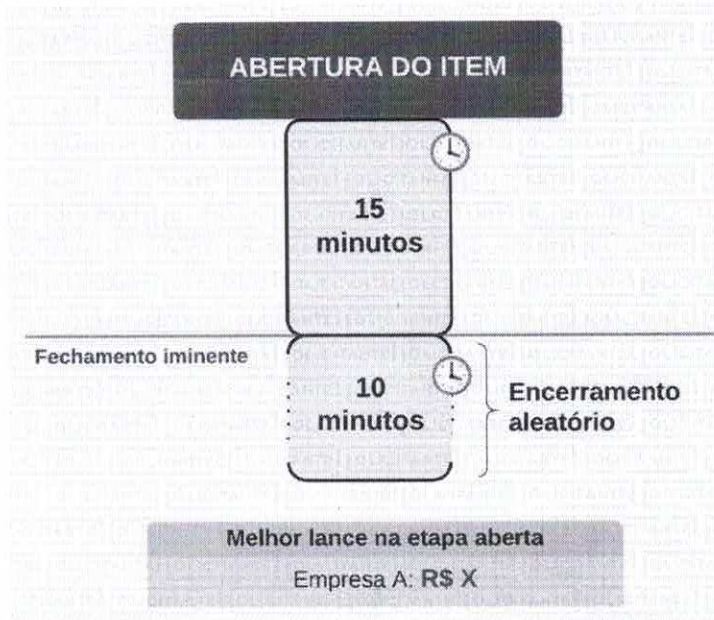 ABERTURA DO ITEM
15
minutos
Fechamento iminente
10
minutos
Encerramento
aleatório
Melhor lance na etapa aberta
Empresa A: R$ X